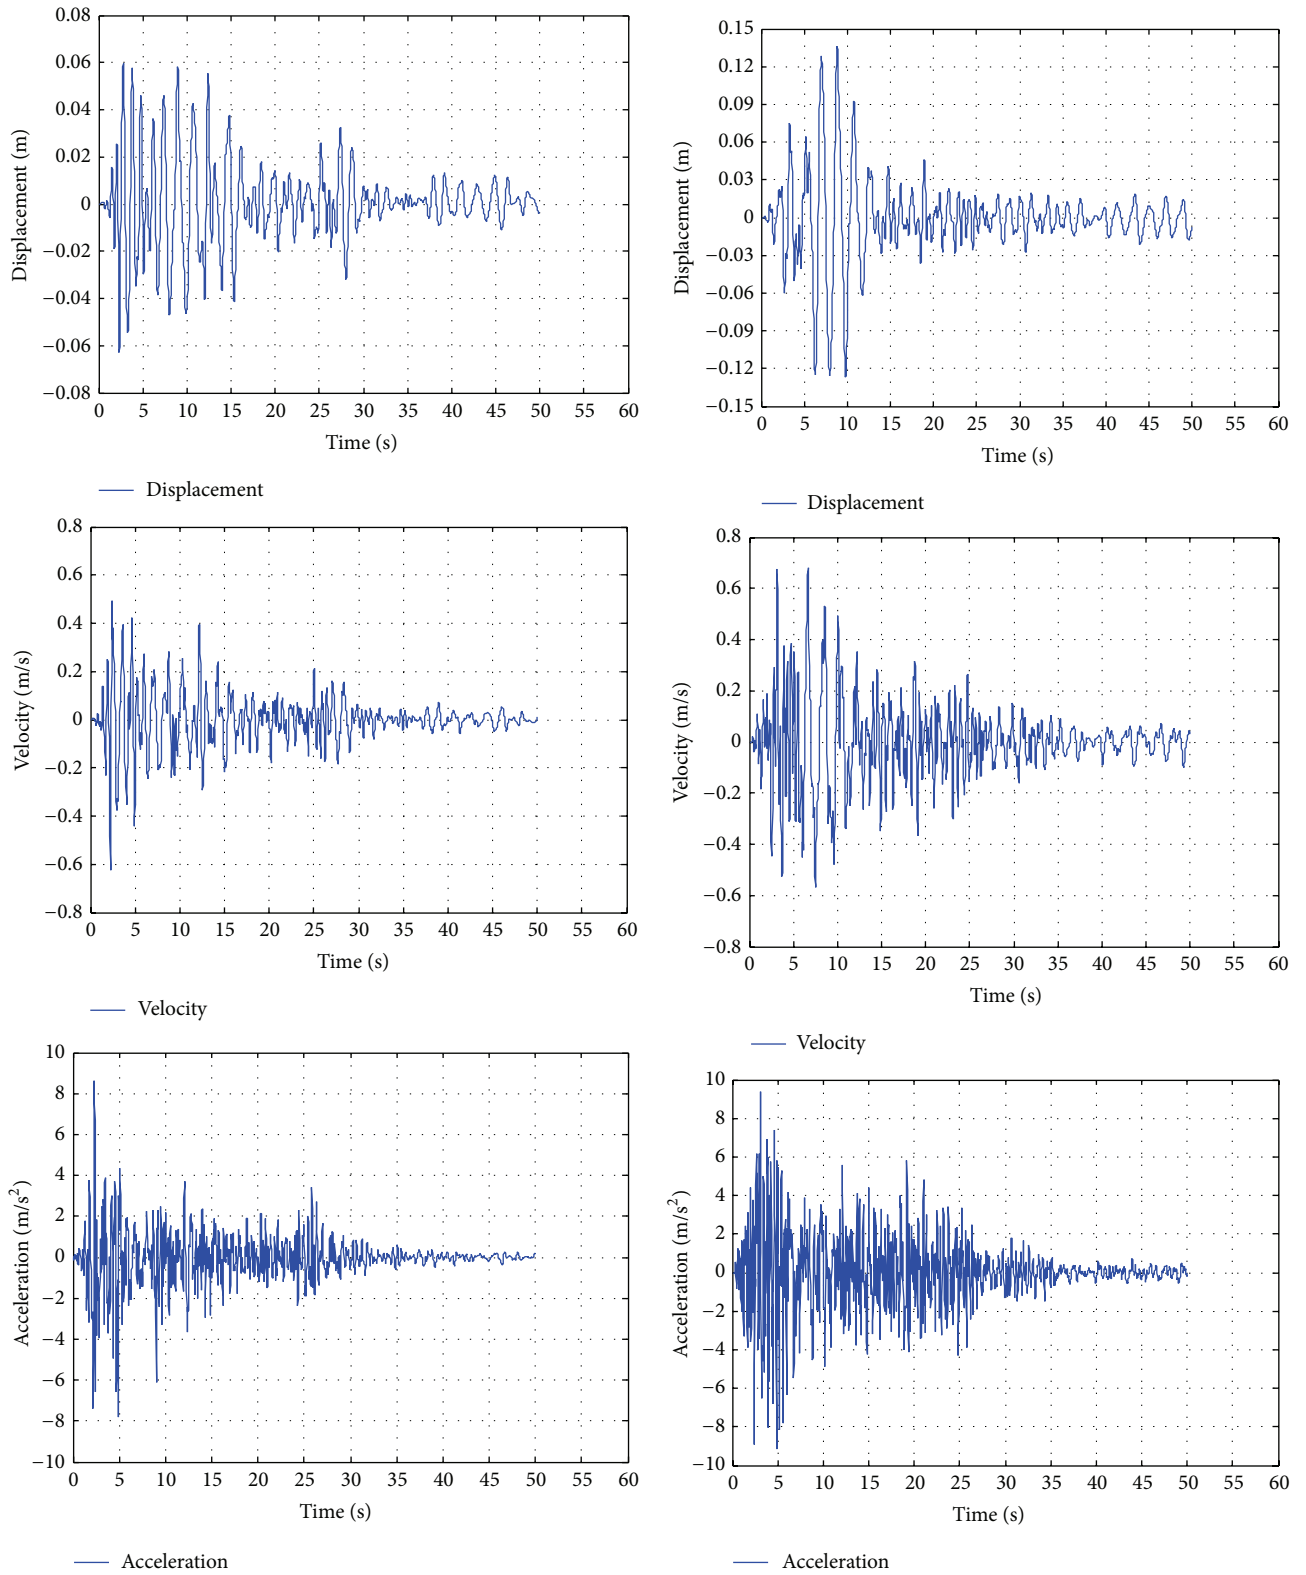 0.08
0.06
0.04
0.02
0
−0.02
−0.04
−0.06
−0.08
Displacement (m)
0 5 10 15 20 25 30 35 40 45 50 55 60
Time (s)
Displacement
0.15
0.12
0.09
0.06
0.03
0
−0.03
−0.06
−0.09
−0.12
−0.15
Displacement (m)
0 5 10 15 20 25 30 35 40 45 50 55 60
Time (s)
Displacement
0.8
0.6
0.4
0.2
0
−0.2
−0.4
−0.6
−0.8
Velocity (m/s)
0 5 10 15 20 25 30 35 40 45 50 55 60
Time (s)
Velocity
0.8
0.6
0.4
0.2
0
−0.2
−0.4
−0.6
−0.8
Velocity (m/s)
0 5 10 15 20 25 30 35 40 45 50 55 60
Time (s)
Velocity
10
8
6
4
2
0
−2
−4
−6
−8
−10
Acceleration (m/s²)
0 5 10 15 20 25 30 35 40 45 50 55 60
Time (s)
Acceleration
10
8
6
4
2
0
−2
−4
−6
−8
−10
Acceleration (m/s²)
0 5 10 15 20 25 30 35 40 45 50 55 60
Time (s)
Acceleration